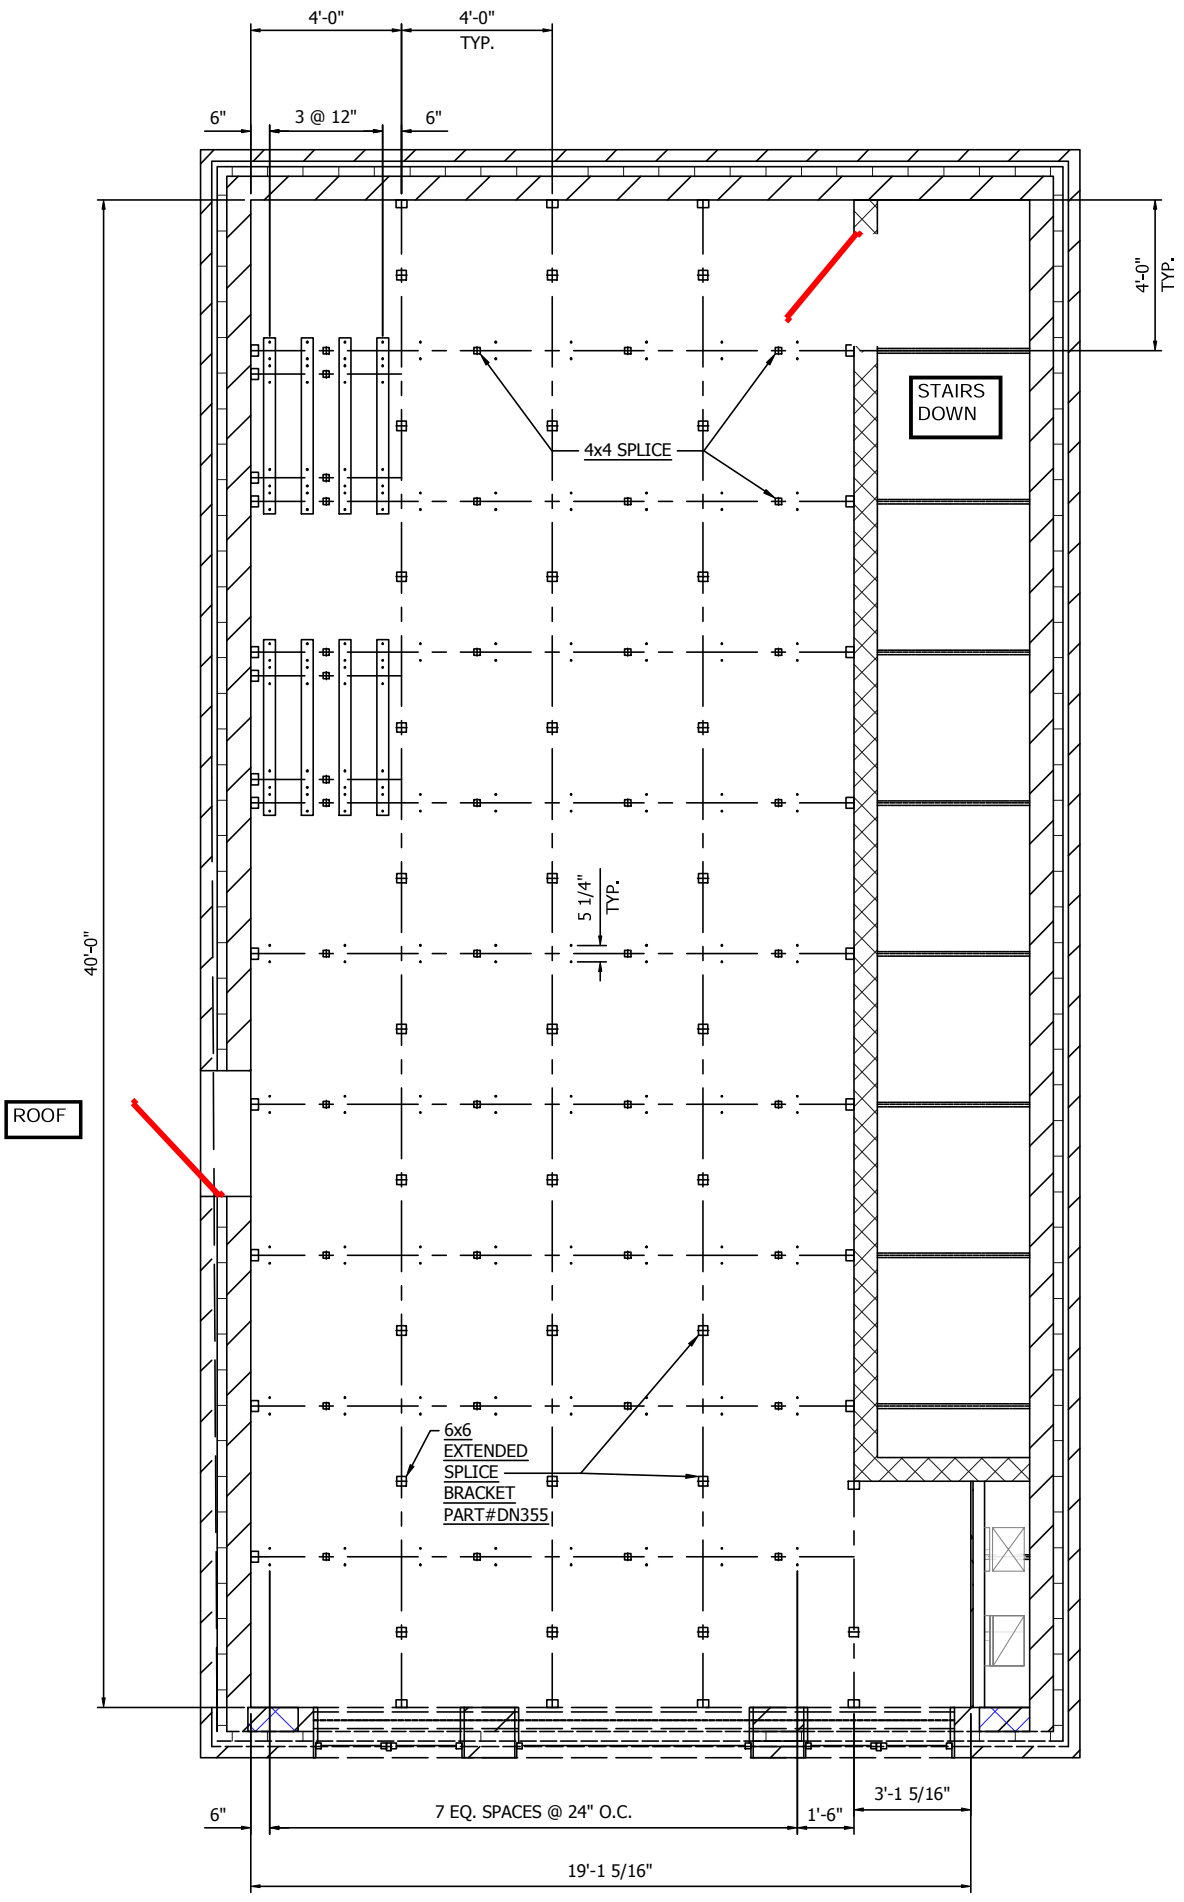 4'-0"
4'-0"
TYP.
6"
3 @ 12"
6"
4'-0"
TYP.
STAIRS
DOWN
4x4 SPLICE
5 1/4"
TYP.
40'-0"
ROOF
6x6
EXTENDED
SPLICE
BRACKET
PART#DN355
6"
7 EQ. SPACES @ 24" O.C.
1'-6"
3'-1 5/16"
19'-1 5/16"